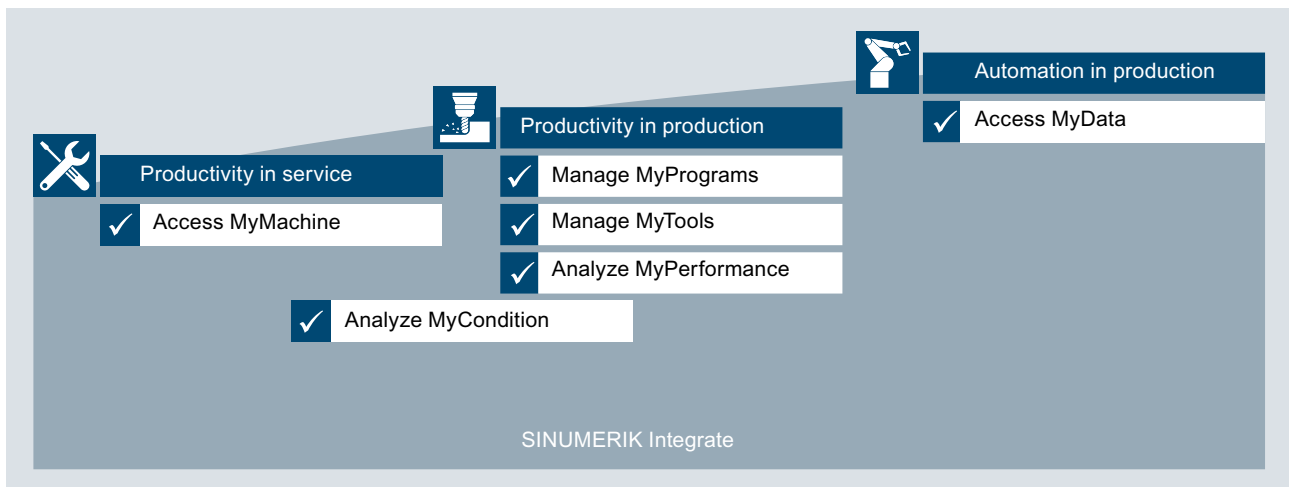 Productivity in service
Access MyMachine
Productivity in production
Manage MyPrograms
Manage MyTools
Analyze MyPerformance
Analyze MyCondition
Automation in production
Access MyData
SINUMERIK Integrate